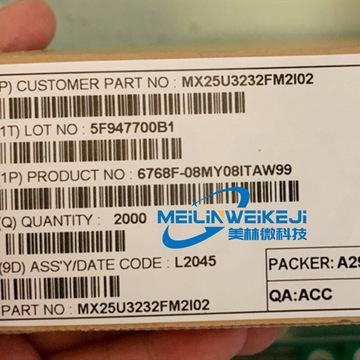 P) CUSTOMER PART NO : MX25U3232FM2I02
1T) LOT NO : 5F947700B1
1P) PRODUCT NO : 6768F-08MY08ITAW99
(Q) QUANTITY : 2000
MEILINWEIKEJI
美林微科技
(9D) ASS'Y/DATE CODE : L2045
PACKER: A29
PART NO : MX25U3232FM2I02
QA: ACC